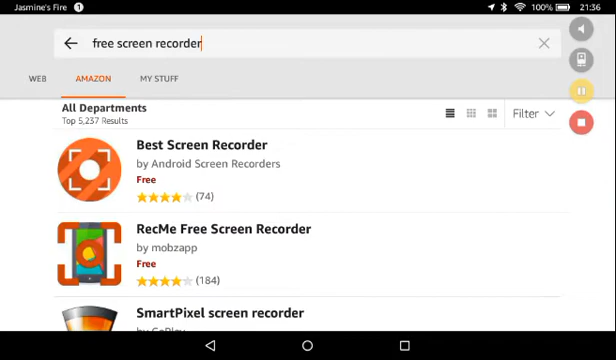 Jasmine's Fire 1 100% 21:36
free screen recorder
WEB AMAZON MY STUFF
All Departments
Top 5,237 Results
Filter
Best Screen Recorder
by Android Screen Recorders
Free
(74)
RecMe Free Screen Recorder
by mobzapp
Free
(184)
SmartPixel screen recorder
by GoPlay